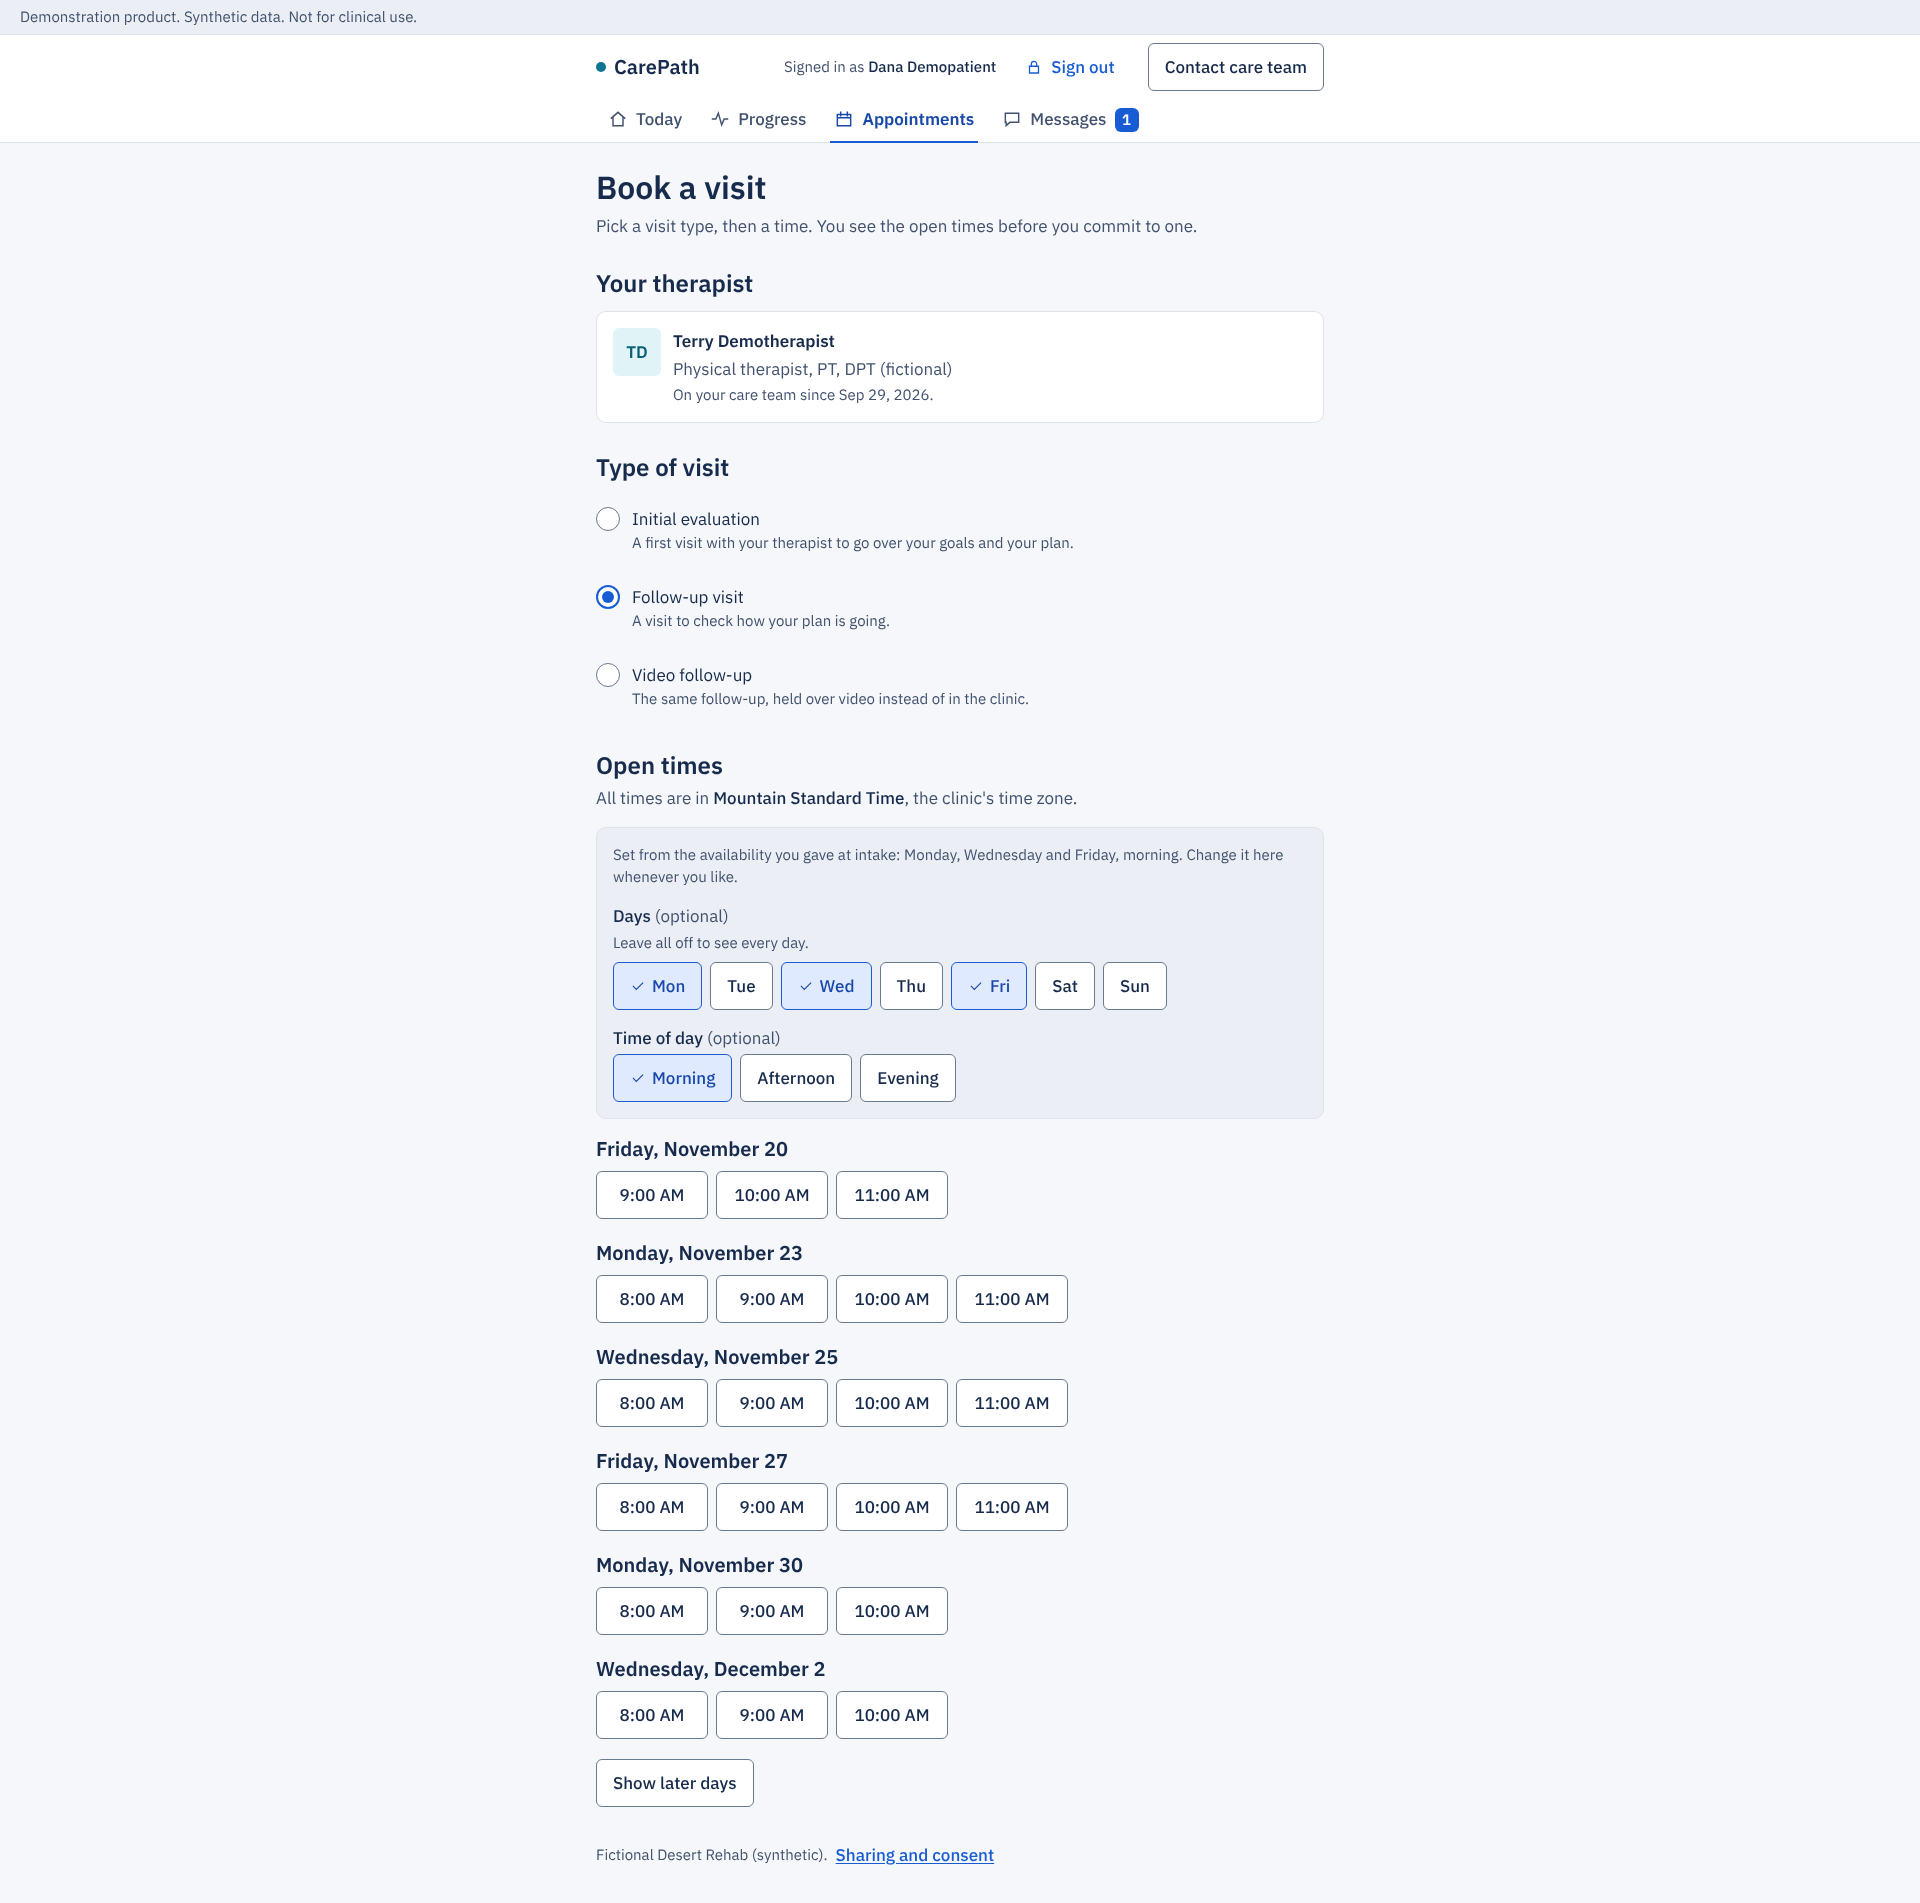 Demonstration product. Synthetic data. Not for clinical use.
CarePath
Signed in as Dana Demopatient
Sign out
Contact care team
Today
Progress
Appointments
Messages 1
Book a visit
Pick a visit type, then a time. You see the open times before you commit to one.
Your therapist
TD
Terry Demotherapist
Physical therapist, PT, DPT (fictional)
On your care team since Sep 29, 2026.
Type of visit
Initial evaluation
A first visit with your therapist to go over your goals and your plan.
Follow-up visit
A visit to check how your plan is going.
Video follow-up
The same follow-up, held over video instead of in the clinic.
Open times
All times are in Mountain Standard Time, the clinic's time zone.
Set from the availability you gave at intake: Monday, Wednesday and Friday, morning. Change it here
whenever you like.
Days (optional)
Leave all off to see every day.
Mon Tue Wed Thu Fri Sat Sun
Time of day (optional)
Morning Afternoon Evening
Friday, November 20
9:00 AM 10:00 AM 11:00 AM
Monday, November 23
8:00 AM 9:00 AM 10:00 AM 11:00 AM
Wednesday, November 25
8:00 AM 9:00 AM 10:00 AM 11:00 AM
Friday, November 27
8:00 AM 9:00 AM 10:00 AM 11:00 AM
Monday, November 30
8:00 AM 9:00 AM 10:00 AM
Wednesday, December 2
8:00 AM 9:00 AM 10:00 AM
Show later days
Fictional Desert Rehab (synthetic). Sharing and consent